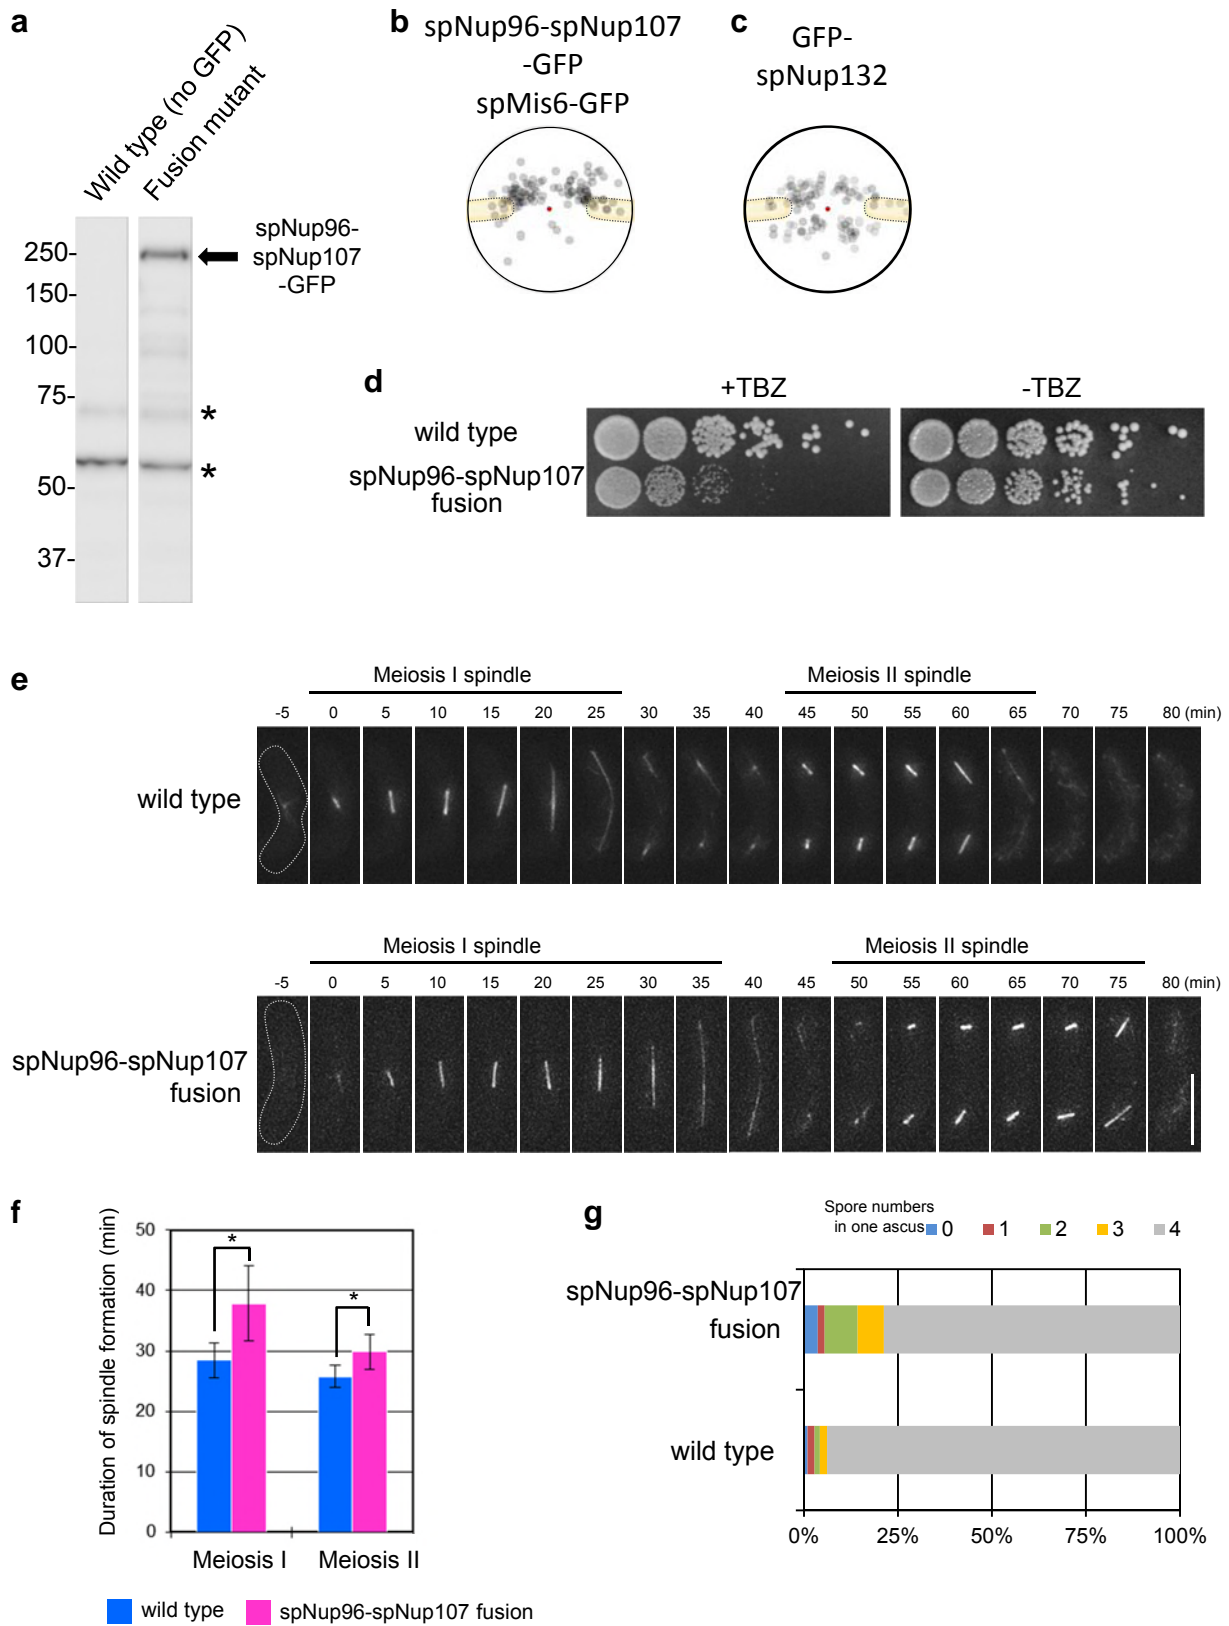 a
Wild type (no GFP)
Fusion mutant
250-
150-
100-
75-
50-
37-
spNup96-
spNup107
-GFP
*
*
b
spNup96-spNup107
-GFP
spMis6-GFP
c
GFP-
spNup132
d
+TBZ
-TBZ
wild type
spNup96-spNup107
fusion
e
Meiosis I spindle
Meiosis II spindle
-5 0 5 10 15 20 25 30 35 40 45 50 55 60 65 70 75 80 (min)
wild type
Meiosis I spindle
Meiosis II spindle
-5 0 5 10 15 20 25 30 35 40 45 50 55 60 65 70 75 80 (min)
spNup96-spNup107
fusion
f
Duration of spindle formation (min)
50
40
30
20
10
0
*
*
Meiosis I
Meiosis II
wild type
spNup96-spNup107 fusion
g
Spore numbers
in one ascus
0 1 2 3 4
spNup96-spNup107
fusion
wild type
0% 25% 50% 75% 100%